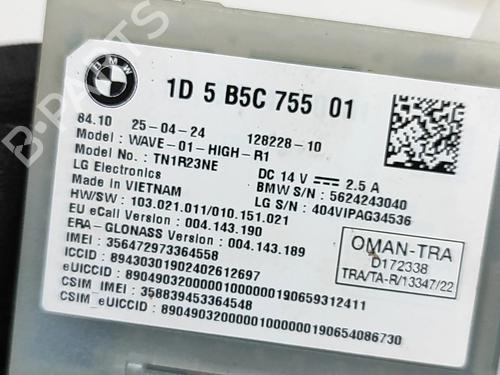 BMW
1D 5 B5C 755 01
84.10 25-04-24 128228-10
Model : WAVE-01-HIGH-R1
Model No. : TN1R23NE DC 14 V 2.5 A
LG Electronics BMW S/N : 5624243040
Made in VIETNAM LG S/N : 404VIPAG34536
HW/SW : 103.021.011/010.151.021
EU eCall Version : 004.143.190
ERA-GLONASS Version : 004.143.189
IMEI : 356472973364558
ICCID : 89430301902402612697
eUICCID : 89049032000001000000190659312411
CSIM_IMEI : 358839453364548
CSIM_eUICCID : 89049032000001000000190654086730
OMAN-TRA
D172338
TRA/TA-R/13347/22
B-PARTS